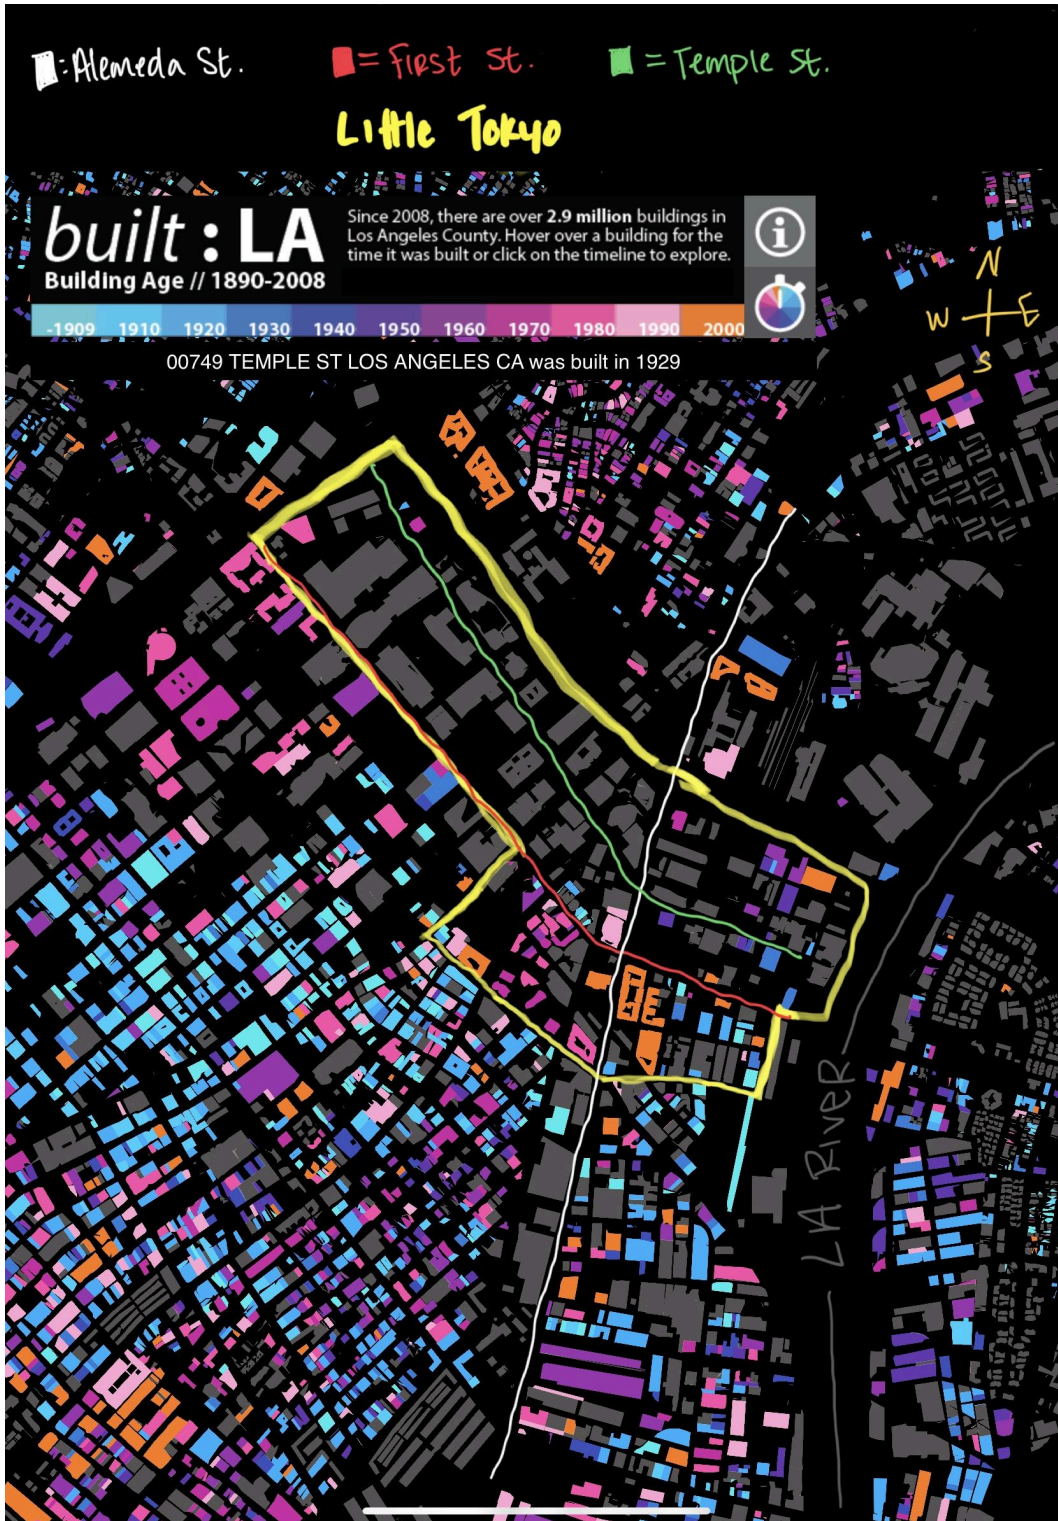 : Alemeda St.
= First St.
= Temple St.
Little Tokyo
built : LA
Building Age // 1890-2008
Since 2008, there are over 2.9 million buildings in
Los Angeles County. Hover over a building for the
time it was built or click on the timeline to explore.
i
-1909 1910 1920 1930 1940 1950 1960 1970 1980 1990 2000
00749 TEMPLE ST LOS ANGELES CA was built in 1929
N
W E
S
LA RiveR